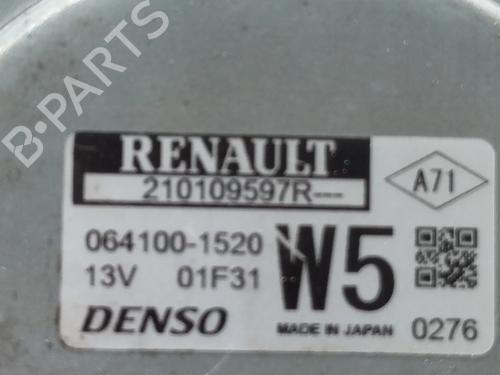 B-PARTS
RENAULT
210109597R---
A71
064100-1520
13V 01F31
W5
DENSO
MADE IN JAPAN
0276